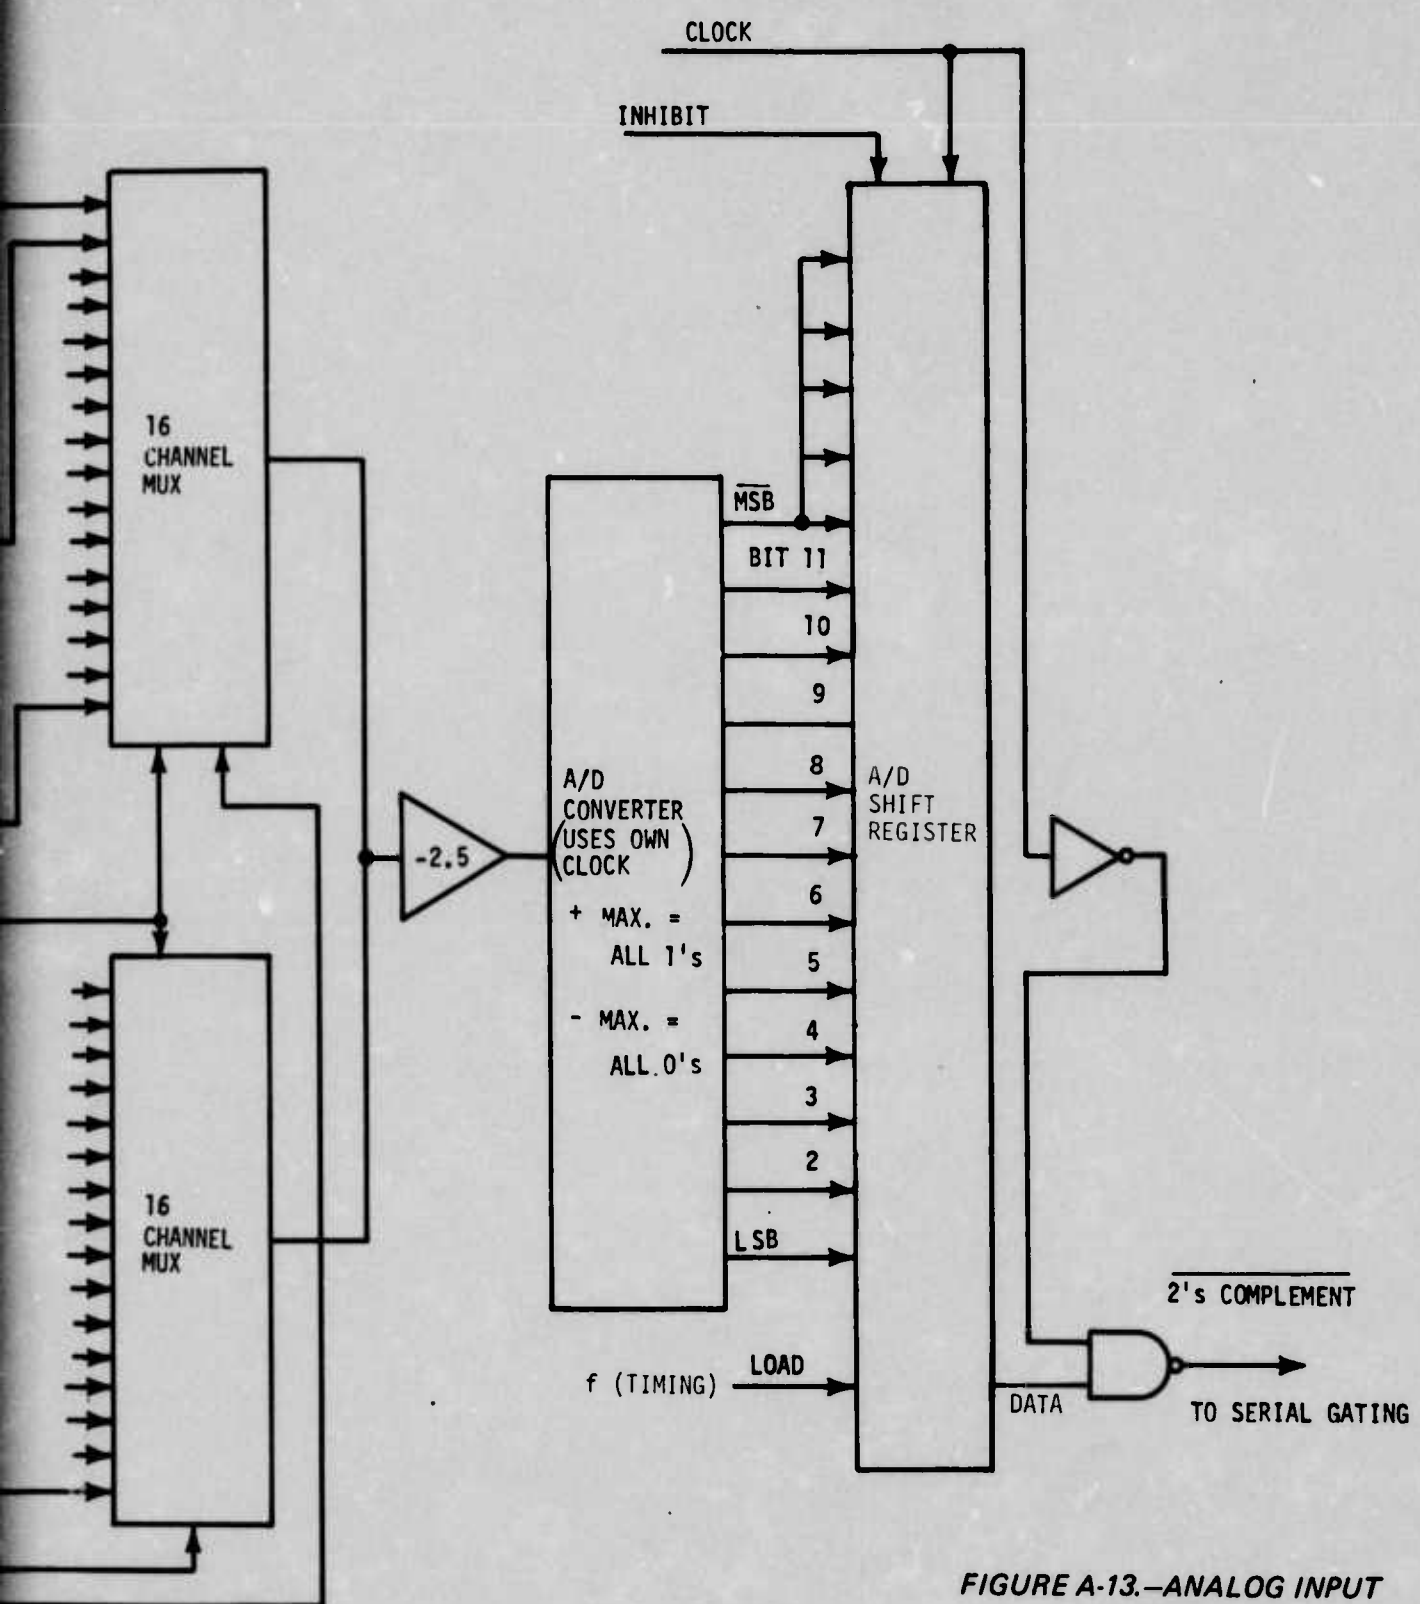 CLOCK
INHIBIT
16
CHANNEL
MUX
MSB
BIT 11
10
9
8
7
6
5
4
3
2
LSB
A/D
CONVERTER
(USES OWN
CLOCK)
+ MAX. =
ALL 1's
- MAX. =
ALL 0's
-2.5
A/D
SHIFT
REGISTER
16
CHANNEL
MUX
f (TIMING)
LOAD
DATA
2's COMPLEMENT
TO SERIAL GATING
FIGURE A-13.—ANALOG INPUT